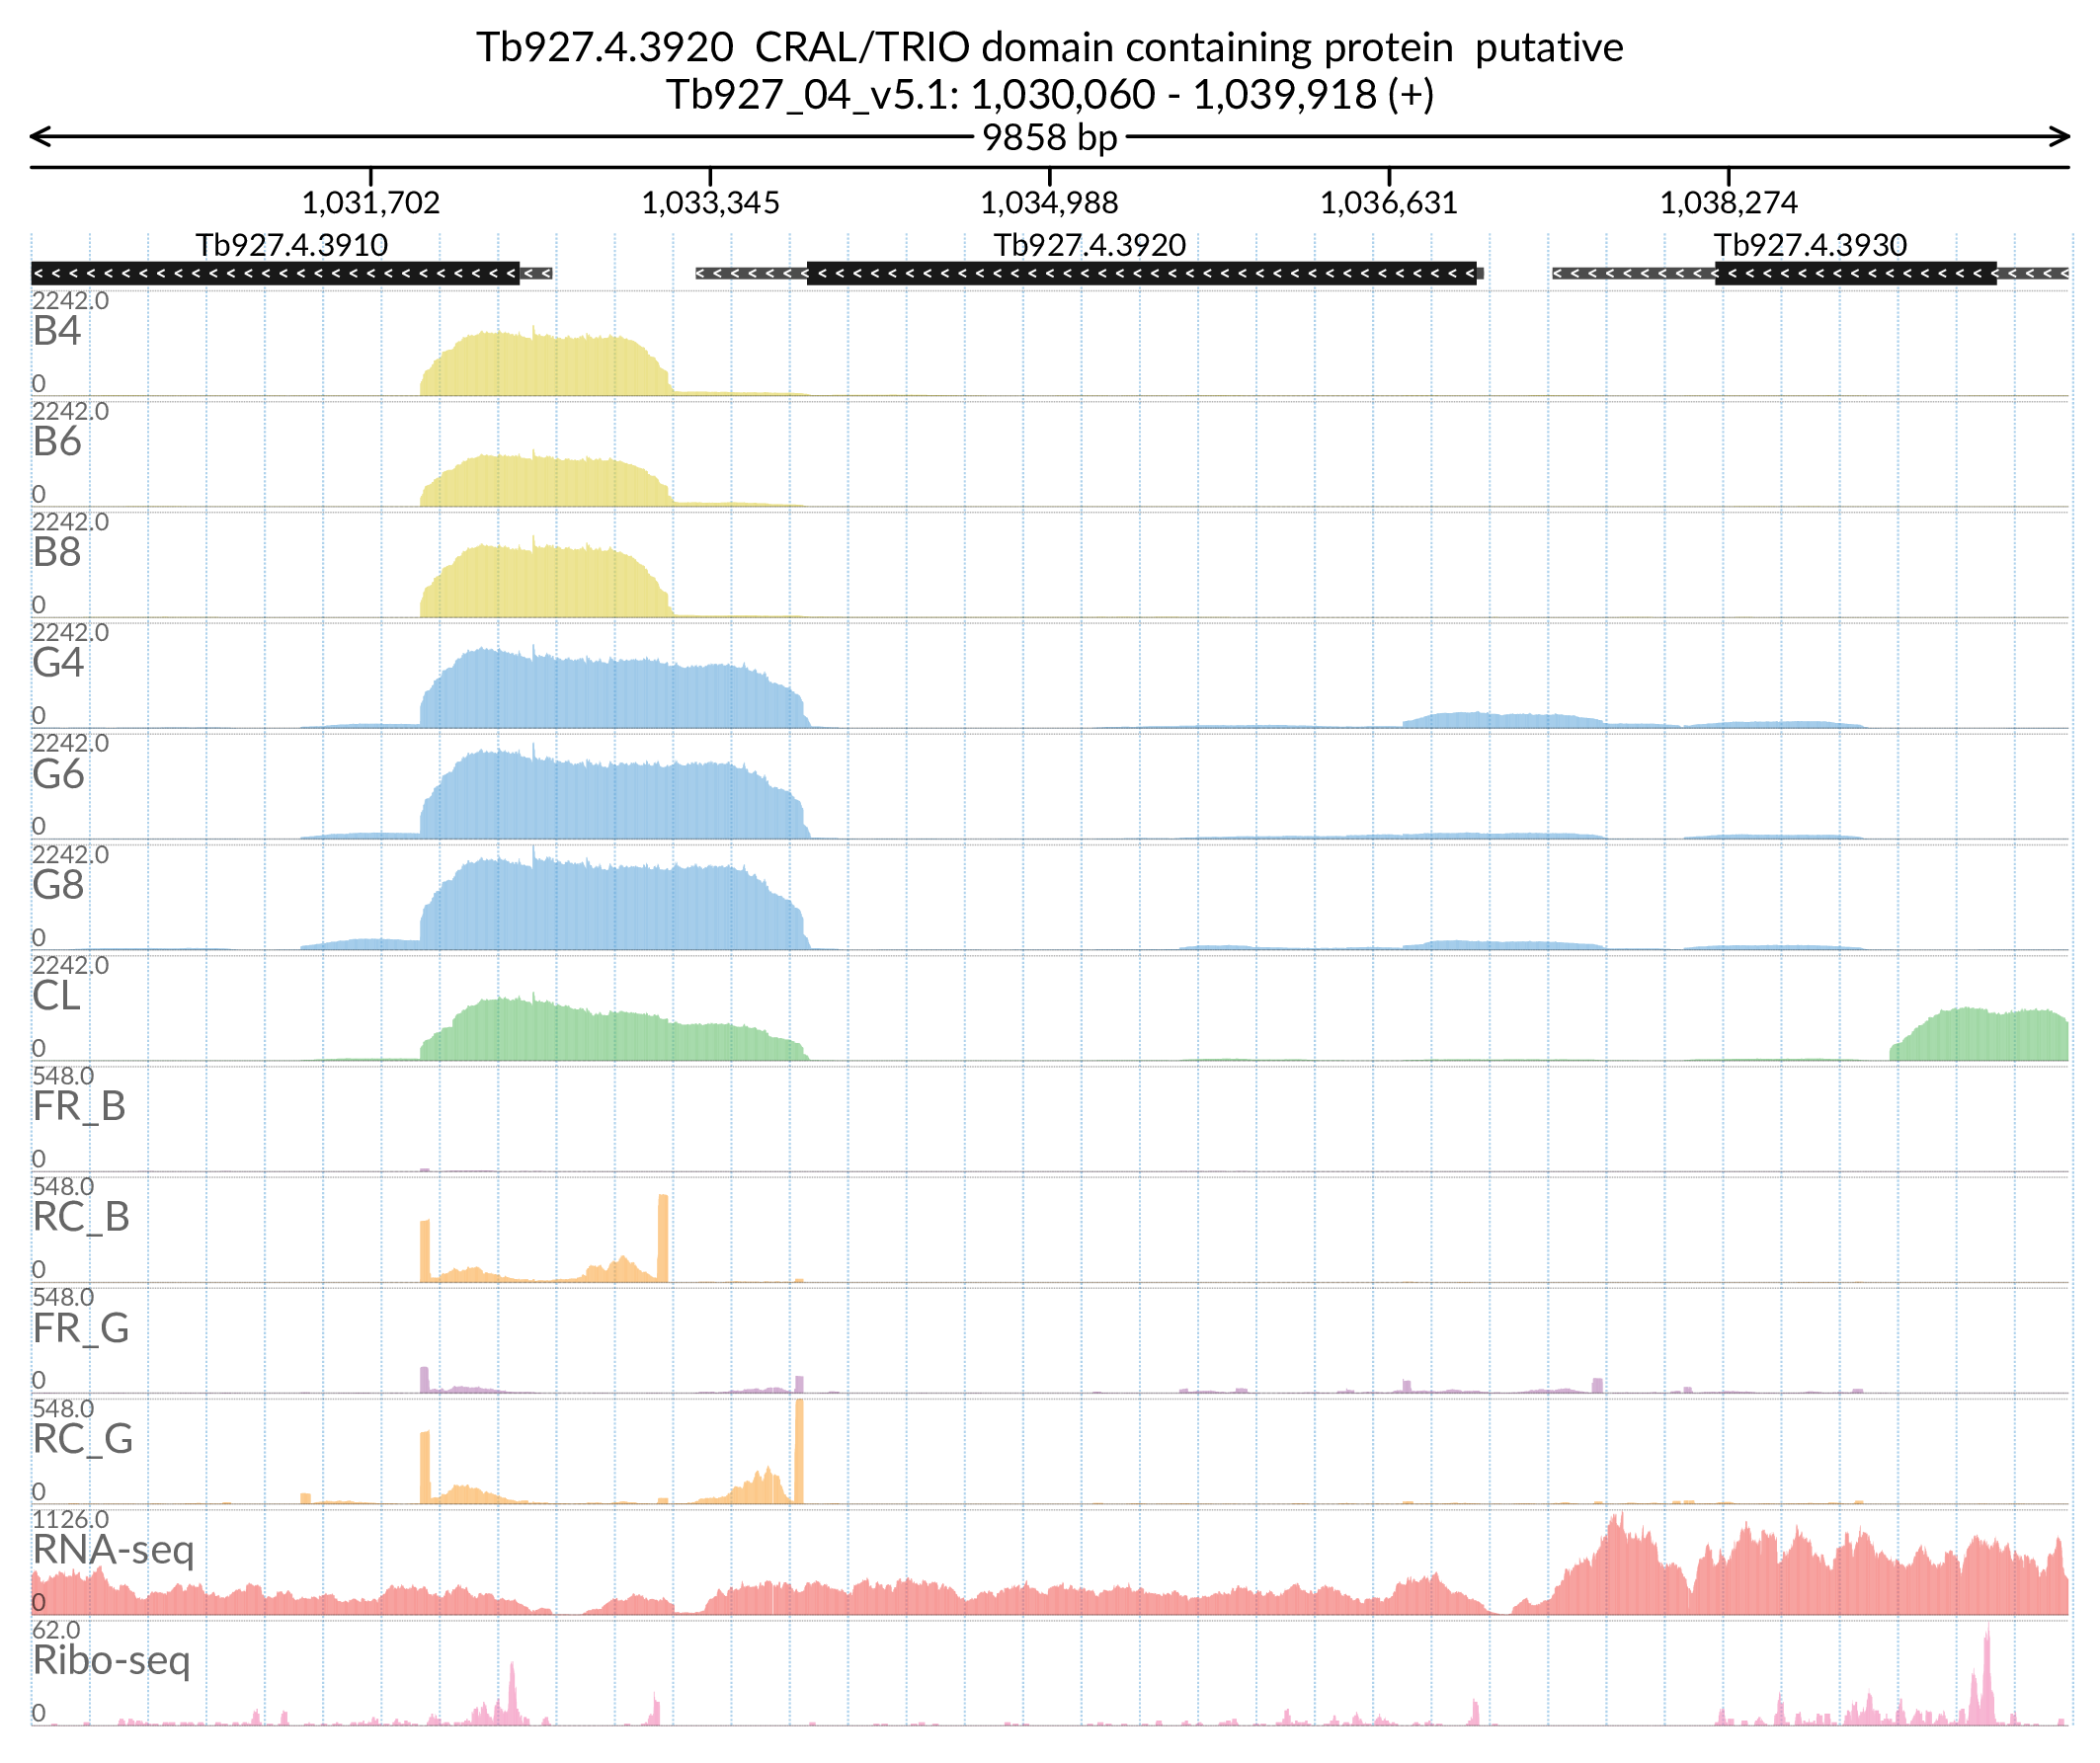 Tb927.4.3920  CRAL/TRIO domain containing protein  putative
Tb927_04_v5.1: 1,030,060 - 1,039,918 (+)
9858 bp
1,031,702 1,033,345 1,034,988 1,036,631 1,038,274
Tb927.4.3910 Tb927.4.3920 Tb927.4.3930
2242.0
B4
0
2242.0
B6
0
2242.0
B8
0
2242.0
G4
0
2242.0
G6
0
2242.0
G8
0
2242.0
CL
0
548.0
FR_B
0
548.0
RC_B
0
548.0
FR_G
0
548.0
RC_G
0
1126.0
RNA-seq
0
62.0
Ribo-seq
0